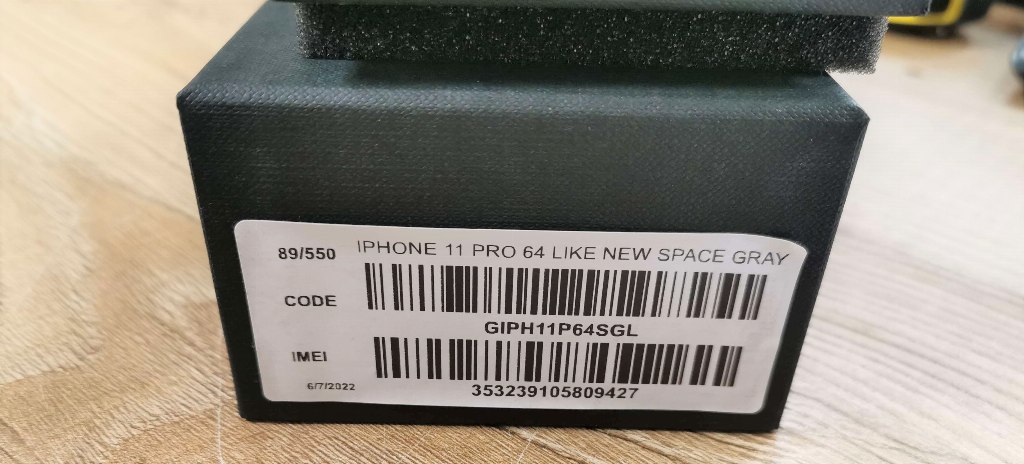 89/550 IPHONE 11 PRO 64 LIKE NEW SPACE GRAY
CODE
GIPH11P64SGL
IMEI
353239105809427
6/7/2022